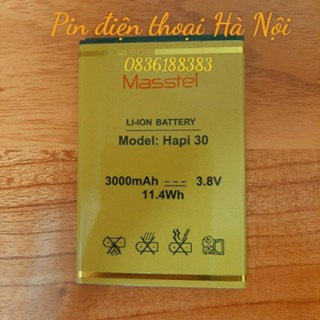 Pin điện thoại Hà Nội
0836188383
Masstel
LI-ION BATTERY
Model: Hapi 30
3000mAh --- 3.8V
11.4Wh